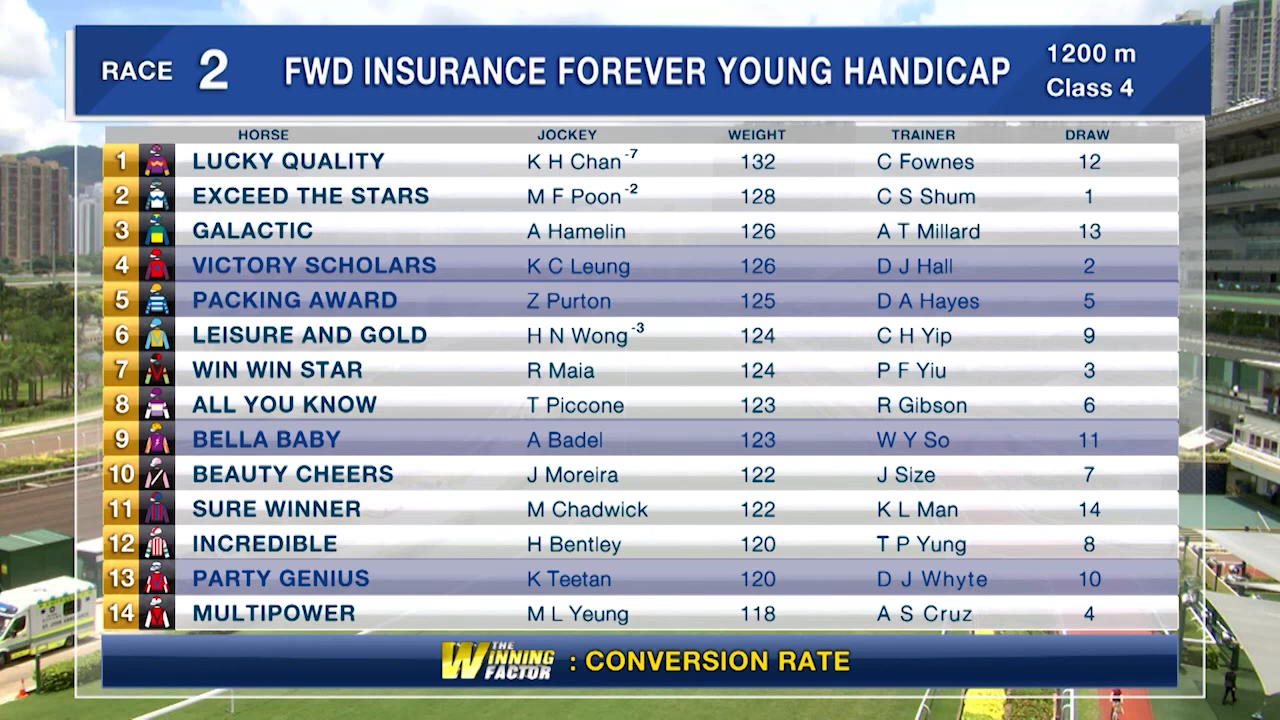 RACE 2 FWD INSURANCE FOREVER YOUNG HANDICAP 1200 m
Class 4
HORSE JOCKEY WEIGHT TRAINER DRAW
1 LUCKY QUALITY K H Chan -7 132 C Fownes 12
2 EXCEED THE STARS M F Poon -2 128 C S Shum 1
3 GALACTIC A Hamelin 126 A T Millard 13
4 VICTORY SCHOLARS K C Leung 126 D J Hall 2
5 PACKING AWARD Z Purton 125 D A Hayes 5
6 LEISURE AND GOLD H N Wong -3 124 C H Yip 9
7 WIN WIN STAR R Maia 124 P F Yiu 3
8 ALL YOU KNOW T Piccone 123 R Gibson 6
9 BELLA BABY A Badel 123 W Y So 11
10 BEAUTY CHEERS J Moreira 122 J Size 7
11 SURE WINNER M Chadwick 122 K L Man 14
12 INCREDIBLE H Bentley 120 T P Yung 8
13 PARTY GENIUS K Teetan 120 D J Whyte 10
14 MULTIPOWER M L Yeung 118 A S Cruz 4
THE WINNING FACTOR : CONVERSION RATE